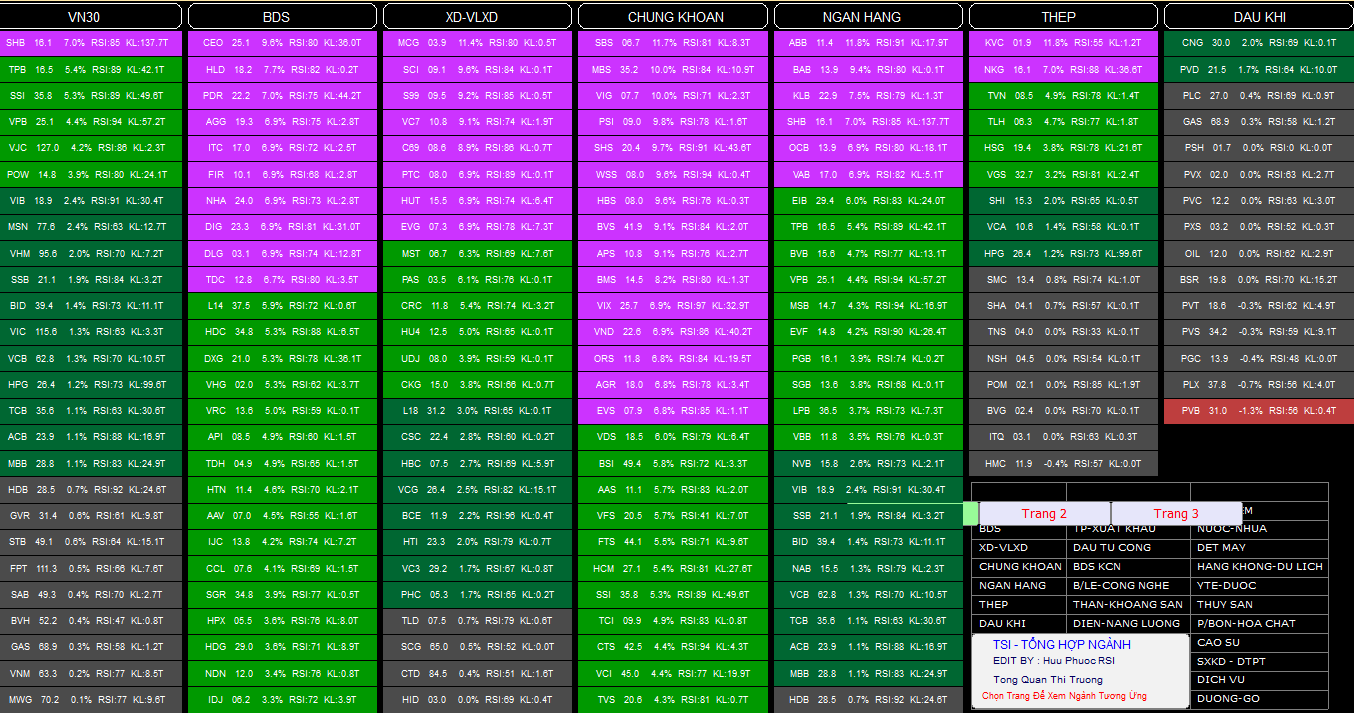 VN30
SHB 16.1 7.0% RSI:85 KL:137.7T
TPB 16.5 5.4% RSI:89 KL:42.1T
SSI 35.8 5.3% RSI:89 KL:49.6T
VPB 25.1 4.4% RSI:94 KL:57.2T
VJC 127.0 4.2% RSI:86 KL:2.3T
POW 14.8 3.9% RSI:80 KL:24.1T
VIB 18.9 2.4% RSI:91 KL:30.4T
MSN 77.6 2.4% RSI:63 KL:12.7T
VHM 95.6 2.0% RSI:70 KL:7.2T
SSB 21.1 1.9% RSI:84 KL:3.2T
BID 39.4 1.4% RSI:73 KL:11.1T
VIC 115.6 1.3% RSI:63 KL:3.3T
VCB 62.8 1.3% RSI:70 KL:10.5T
HPG 26.4 1.2% RSI:73 KL:99.6T
TCB 35.6 1.1% RSI:63 KL:30.6T
ACB 23.9 1.1% RSI:88 KL:16.9T
MBB 28.8 1.1% RSI:83 KL:24.9T
HDB 28.5 0.7% RSI:92 KL:24.6T
GVR 31.4 0.6% RSI:61 KL:9.8T
STB 49.1 0.6% RSI:64 KL:15.1T
FPT 111.3 0.5% RSI:66 KL:7.6T
SAB 49.3 0.4% RSI:70 KL:2.7T
BVH 52.2 0.4% RSI:47 KL:0.8T
GAS 68.9 0.3% RSI:58 KL:1.2T
VNM 63.3 0.2% RSI:77 KL:8.5T
MWG 70.2 0.1% RSI:77 KL:9.6T
BDS
CEO 25.1 9.6% RSI:80 KL:36.0T
HLD 18.2 7.7% RSI:82 KL:0.2T
PDR 22.2 7.0% RSI:75 KL:44.2T
AGG 19.3 6.9% RSI:75 KL:2.8T
ITC 17.0 6.9% RSI:72 KL:2.5T
FIR 10.1 6.9% RSI:68 KL:2.8T
NHA 24.0 6.9% RSI:73 KL:2.8T
DIG 23.3 6.9% RSI:81 KL:31.0T
DLG 03.1 6.9% RSI:74 KL:12.8T
TDC 12.8 6.7% RSI:80 KL:3.5T
L14 37.5 5.9% RSI:72 KL:0.6T
HDC 34.8 5.3% RSI:88 KL:6.5T
DXG 21.0 5.3% RSI:78 KL:36.1T
VHG 02.0 5.3% RSI:62 KL:3.7T
VRC 13.6 5.0% RSI:59 KL:0.1T
API 08.5 4.9% RSI:60 KL:1.5T
TDH 04.9 4.9% RSI:65 KL:1.5T
HTN 11.4 4.6% RSI:70 KL:2.1T
AAV 07.0 4.5% RSI:55 KL:1.6T
IJC 13.8 4.2% RSI:74 KL:7.2T
CCL 07.6 4.1% RSI:69 KL:1.5T
SGR 34.8 3.9% RSI:77 KL:0.5T
HPX 05.5 3.6% RSI:76 KL:8.0T
HDG 29.0 3.6% RSI:71 KL:8.9T
NDN 12.0 3.4% RSI:76 KL:0.8T
IDJ 06.2 3.3% RSI:73 KL:3.9T
XD-VLXD
MCG 03.9 11.4% RSI:80 KL:0.5T
SCI 09.1 9.6% RSI:84 KL:0.1T
S99 09.5 9.2% RSI:85 KL:0.5T
VC7 10.8 9.1% RSI:74 KL:1.9T
C69 08.6 8.9% RSI:86 KL:0.7T
PTC 08.0 6.9% RSI:89 KL:0.1T
HUT 15.5 6.9% RSI:74 KL:6.4T
EVG 07.3 6.9% RSI:78 KL:7.3T
MST 06.7 6.3% RSI:69 KL:7.6T
PAS 03.5 6.1% RSI:76 KL:0.1T
CRC 11.8 5.4% RSI:74 KL:3.2T
HU4 12.5 5.0% RSI:65 KL:0.1T
UDJ 08.0 3.9% RSI:59 KL:0.1T
CKG 15.0 3.8% RSI:66 KL:0.7T
L18 31.2 3.0% RSI:65 KL:0.1T
CSC 22.4 2.8% RSI:60 KL:0.2T
HBC 07.5 2.7% RSI:69 KL:5.9T
VCG 26.4 2.5% RSI:82 KL:15.1T
BCE 11.9 2.2% RSI:96 KL:0.4T
HTI 23.3 2.0% RSI:79 KL:0.7T
VC3 29.2 1.7% RSI:67 KL:0.8T
PHC 05.3 1.7% RSI:65 KL:0.2T
TLD 07.5 0.7% RSI:79 KL:0.6T
SCG 65.0 0.5% RSI:52 KL:0.0T
CTD 84.5 0.4% RSI:51 KL:1.6T
HID 03.0 0.0% RSI:69 KL:0.4T
CHUNG KHOAN
SBS 06.7 11.7% RSI:81 KL:8.3T
MBS 35.2 10.0% RSI:84 KL:10.9T
VIG 07.7 10.0% RSI:71 KL:2.3T
PSI 09.0 9.8% RSI:78 KL:1.6T
SHS 20.4 9.7% RSI:91 KL:43.6T
WSS 08.0 9.6% RSI:94 KL:0.4T
HBS 08.0 9.6% RSI:76 KL:0.3T
BVS 41.9 9.1% RSI:84 KL:2.0T
APS 10.8 9.1% RSI:76 KL:2.7T
BMS 14.5 8.2% RSI:80 KL:1.3T
VIX 25.7 6.9% RSI:97 KL:32.9T
VND 22.6 6.9% RSI:86 KL:40.2T
ORS 11.8 6.8% RSI:84 KL:19.5T
AGR 18.0 6.8% RSI:78 KL:3.4T
EVS 07.9 6.8% RSI:85 KL:1.1T
VDS 18.5 6.0% RSI:79 KL:6.4T
BSI 49.4 5.8% RSI:72 KL:3.3T
AAS 11.1 5.7% RSI:83 KL:2.0T
VFS 20.5 5.7% RSI:41 KL:7.0T
FTS 44.1 5.5% RSI:71 KL:9.6T
HCM 27.1 5.4% RSI:81 KL:27.6T
SSI 35.8 5.3% RSI:89 KL:49.6T
TCI 09.9 4.9% RSI:83 KL:0.8T
CTS 42.5 4.4% RSI:94 KL:4.3T
VCI 45.0 4.4% RSI:77 KL:19.9T
TVS 20.6 4.3% RSI:81 KL:0.7T
NGAN HANG
ABB 11.4 11.8% RSI:91 KL:17.9T
BAB 13.9 9.4% RSI:80 KL:0.1T
KLB 22.9 7.5% RSI:79 KL:1.3T
SHB 16.1 7.0% RSI:85 KL:137.7T
OCB 13.9 6.9% RSI:80 KL:18.1T
VAB 17.0 6.9% RSI:82 KL:5.1T
EIB 29.4 6.0% RSI:83 KL:24.0T
TPB 16.5 5.4% RSI:89 KL:42.1T
BVB 15.6 4.7% RSI:77 KL:13.1T
VPB 25.1 4.4% RSI:94 KL:57.2T
MSB 14.7 4.3% RSI:94 KL:16.9T
EVF 14.8 4.2% RSI:90 KL:26.4T
PGB 16.1 3.9% RSI:74 KL:0.2T
SGB 13.6 3.8% RSI:68 KL:0.1T
LPB 36.5 3.7% RSI:73 KL:7.3T
VBB 11.8 3.5% RSI:76 KL:0.3T
NVB 15.8 2.6% RSI:73 KL:2.1T
VIB 18.9 2.4% RSI:91 KL:30.4T
SSB 21.1 1.9% RSI:84 KL:3.2T
BID 39.4 1.4% RSI:73 KL:11.1T
NAB 15.5 1.3% RSI:79 KL:2.3T
VCB 62.8 1.3% RSI:70 KL:10.5T
TCB 35.6 1.1% RSI:63 KL:30.6T
ACB 23.9 1.1% RSI:88 KL:16.9T
MBB 28.8 1.1% RSI:83 KL:24.9T
HDB 28.5 0.7% RSI:92 KL:24.6T
THEP
KVC 01.9 11.8% RSI:55 KL:1.2T
NKG 16.1 7.0% RSI:88 KL:36.6T
TVN 08.5 4.9% RSI:78 KL:1.4T
TLH 06.3 4.7% RSI:77 KL:1.8T
HSG 19.4 3.8% RSI:78 KL:21.6T
VGS 32.7 3.2% RSI:81 KL:2.4T
SHI 15.3 2.0% RSI:65 KL:0.5T
VCA 10.6 1.4% RSI:58 KL:0.1T
HPG 26.4 1.2% RSI:73 KL:99.6T
SMC 13.4 0.8% RSI:74 KL:1.0T
SHA 04.1 0.7% RSI:57 KL:0.1T
TNS 04.0 0.0% RSI:33 KL:0.1T
NSH 04.5 0.0% RSI:54 KL:0.1T
POM 02.1 0.0% RSI:85 KL:1.9T
BVG 02.4 0.0% RSI:70 KL:0.1T
ITQ 03.1 0.0% RSI:63 KL:0.3T
HMC 11.9 -0.4% RSI:57 KL:0.0T
DAU KHI
CNG 30.0 2.0% RSI:69 KL:0.1T
PVD 21.5 1.7% RSI:64 KL:10.0T
PLC 27.0 0.4% RSI:69 KL:0.9T
GAS 68.9 0.3% RSI:58 KL:1.2T
PSH 01.7 0.0% RSI:0 KL:0.0T
PVX 02.0 0.0% RSI:63 KL:2.7T
PVC 12.2 0.0% RSI:63 KL:3.0T
PXS 03.2 0.0% RSI:52 KL:0.3T
OIL 12.0 0.0% RSI:62 KL:2.9T
BSR 19.8 0.0% RSI:70 KL:15.2T
PVT 18.6 -0.3% RSI:62 KL:4.9T
PVS 34.2 -0.3% RSI:59 KL:9.1T
PGC 13.9 -0.4% RSI:48 KL:0.0T
PLX 37.8 -0.7% RSI:56 KL:4.0T
PVB 31.0 -1.3% RSI:56 KL:0.4T
Trang 2 Trang 3 EM
BDS TP-XUAT KHAU NUOC-NHUA
XD-VLXD DAU TU CONG DET MAY
CHUNG KHOAN BDS KCN HANG KHONG-DU LICH
NGAN HANG B/LE-CONG NGHE YTE-DUOC
THEP THAN-KHOANG SAN THUY SAN
DAU KHI DIEN-NANG LUONG P/BON-HOA CHAT
CAO SU
SXKD - DTPT
DICH VU
DUONG-GO
TSI - TỔNG HỢP NGÀNH
EDIT BY : Huu Phuoc RSI
Tong Quan Thi Truong
Chọn Trang Để Xem Ngành Tương Ứng